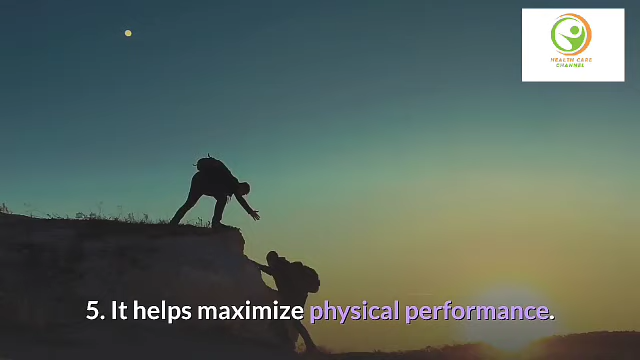 HEALTH CARE
CHANNEL
5. It helps maximize physical performance.